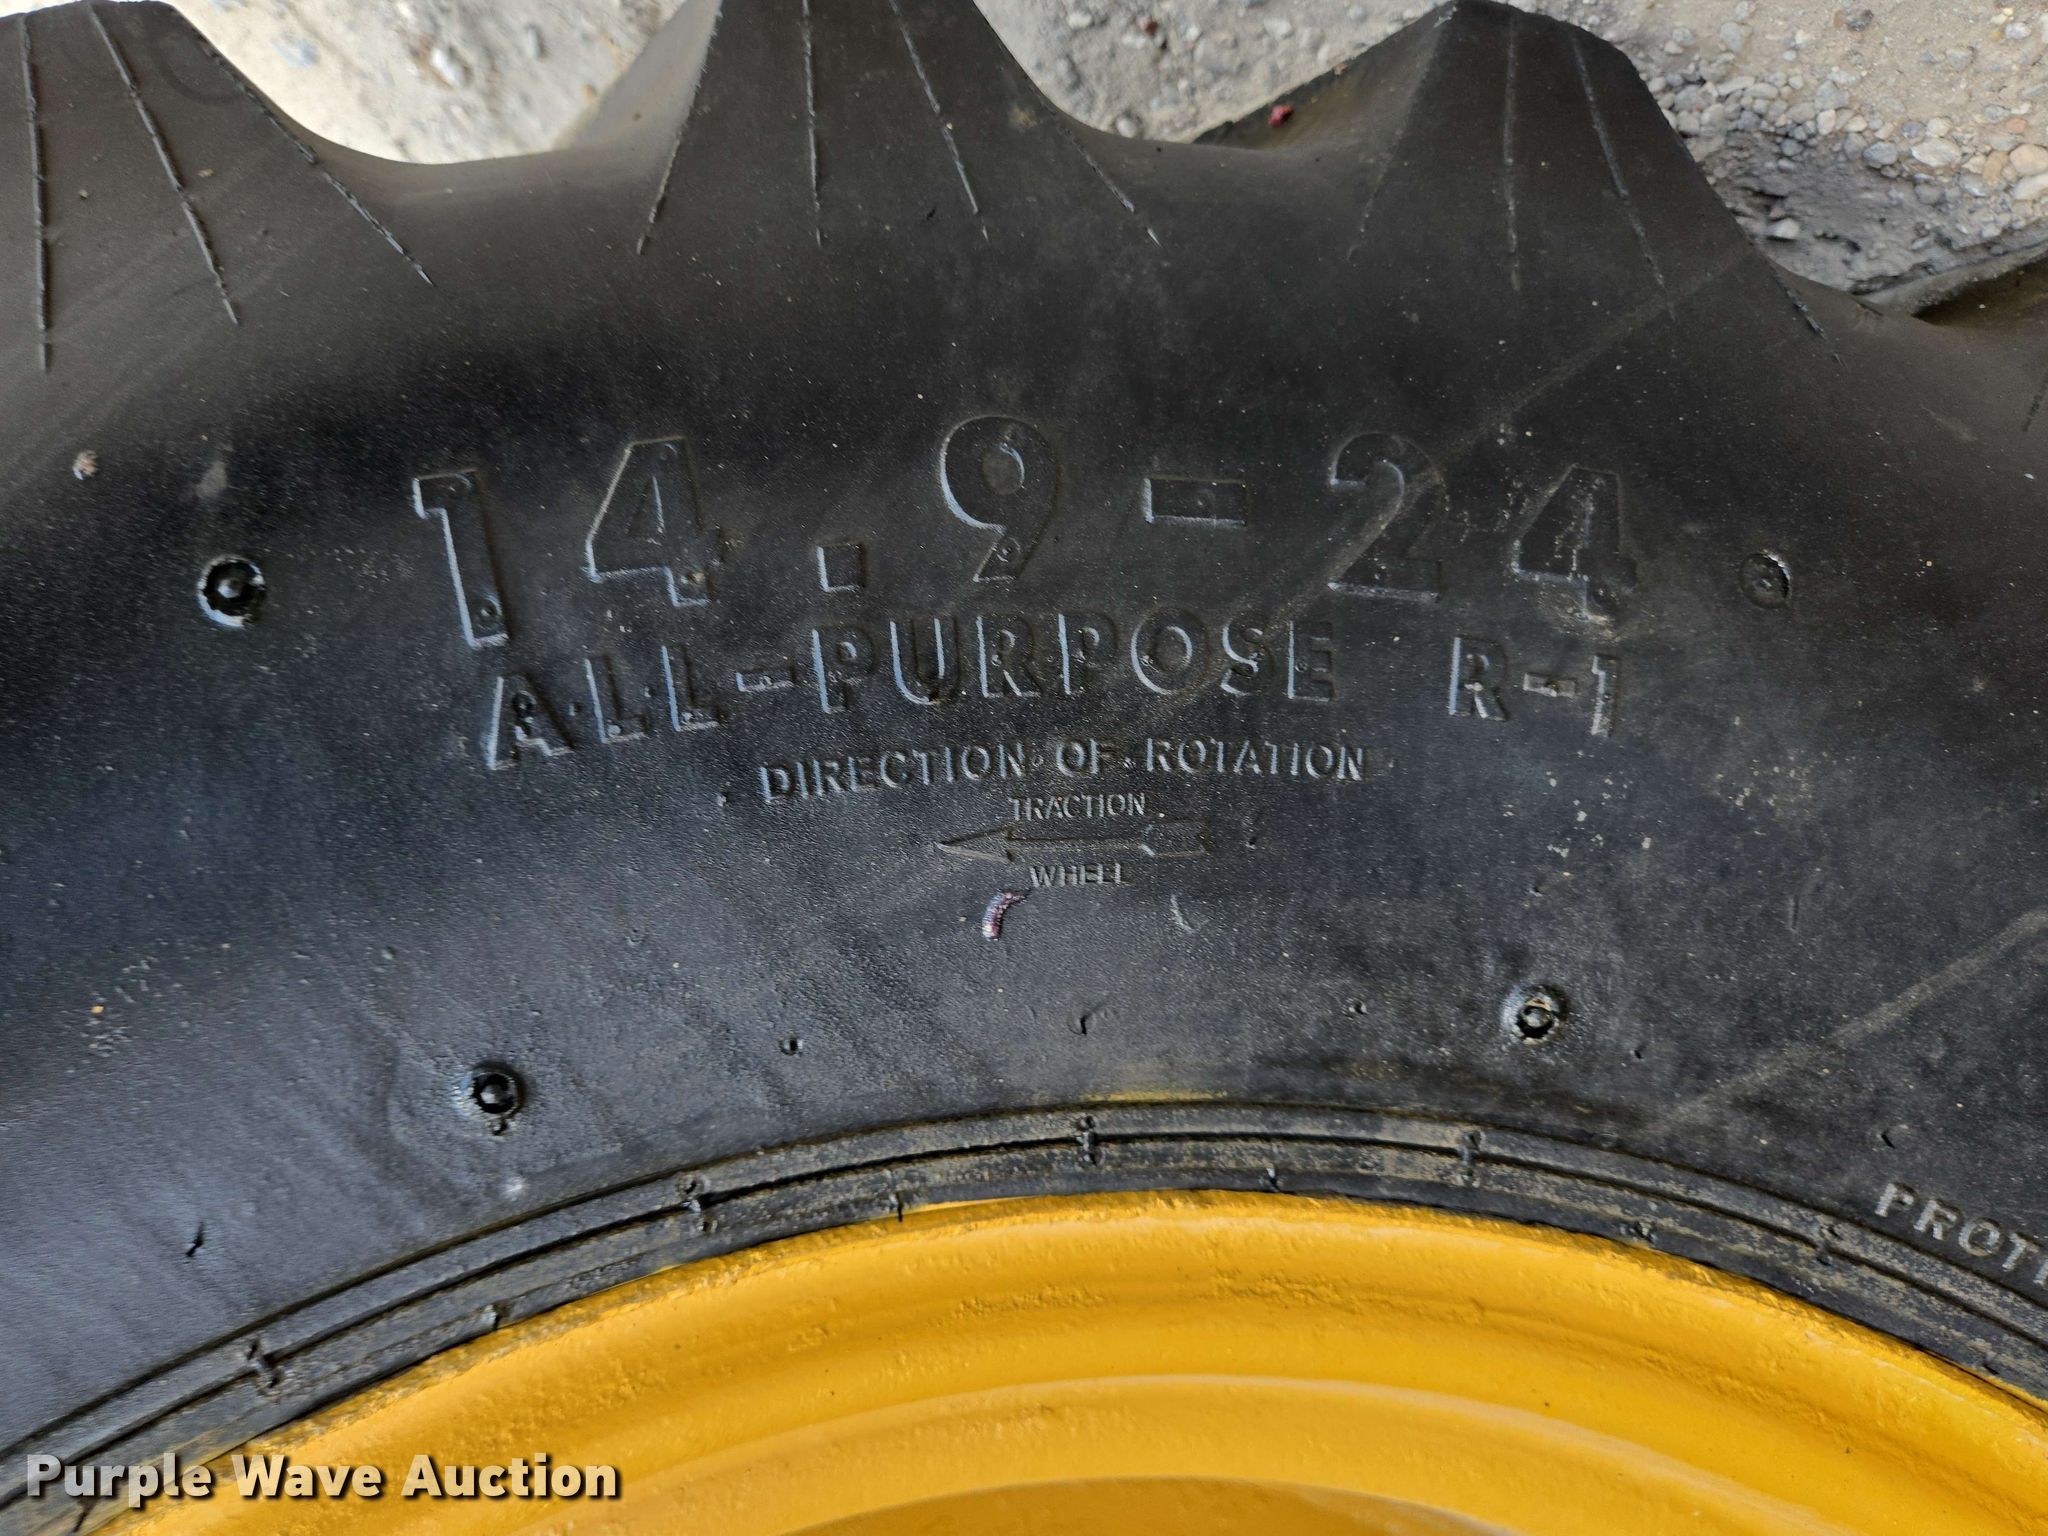 14.9-24
ALL-PURPOSE R-1
DIRECTION OF ROTATION
TRACTION
WHEEL
Purple Wave Auction